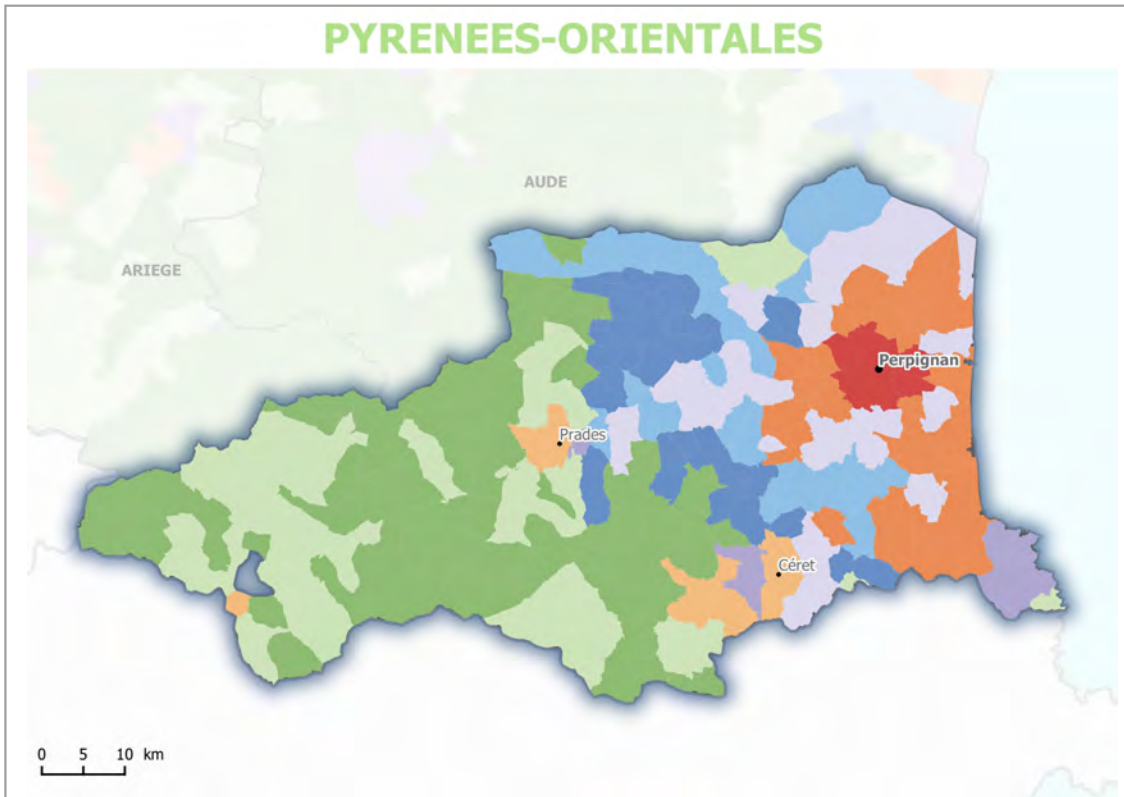 PYRENEES-ORIENTALES
AUDE
ARIEGE
Perpignan
Prades
Céret
0 5 10 km